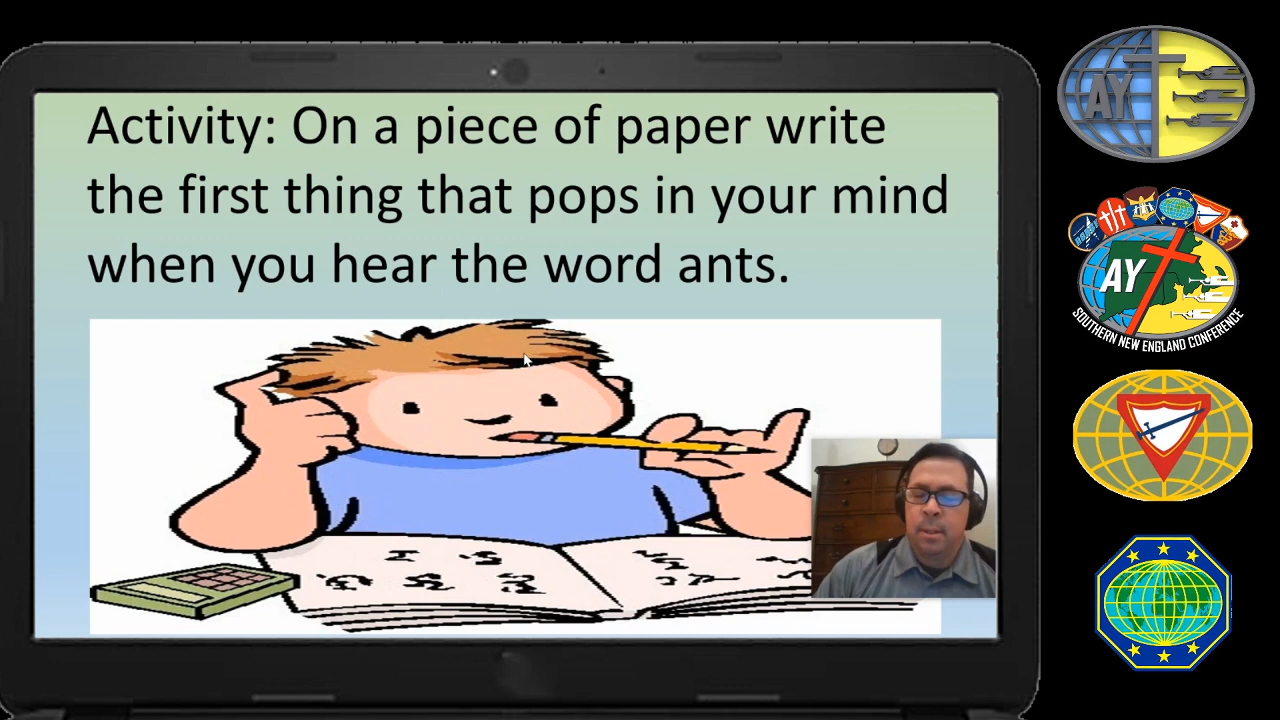 Activity: On a piece of paper write
the first thing that pops in your mind
when you hear the word ants.
AY
AY
SOUTHERN NEW ENGLAND CONFERENCE